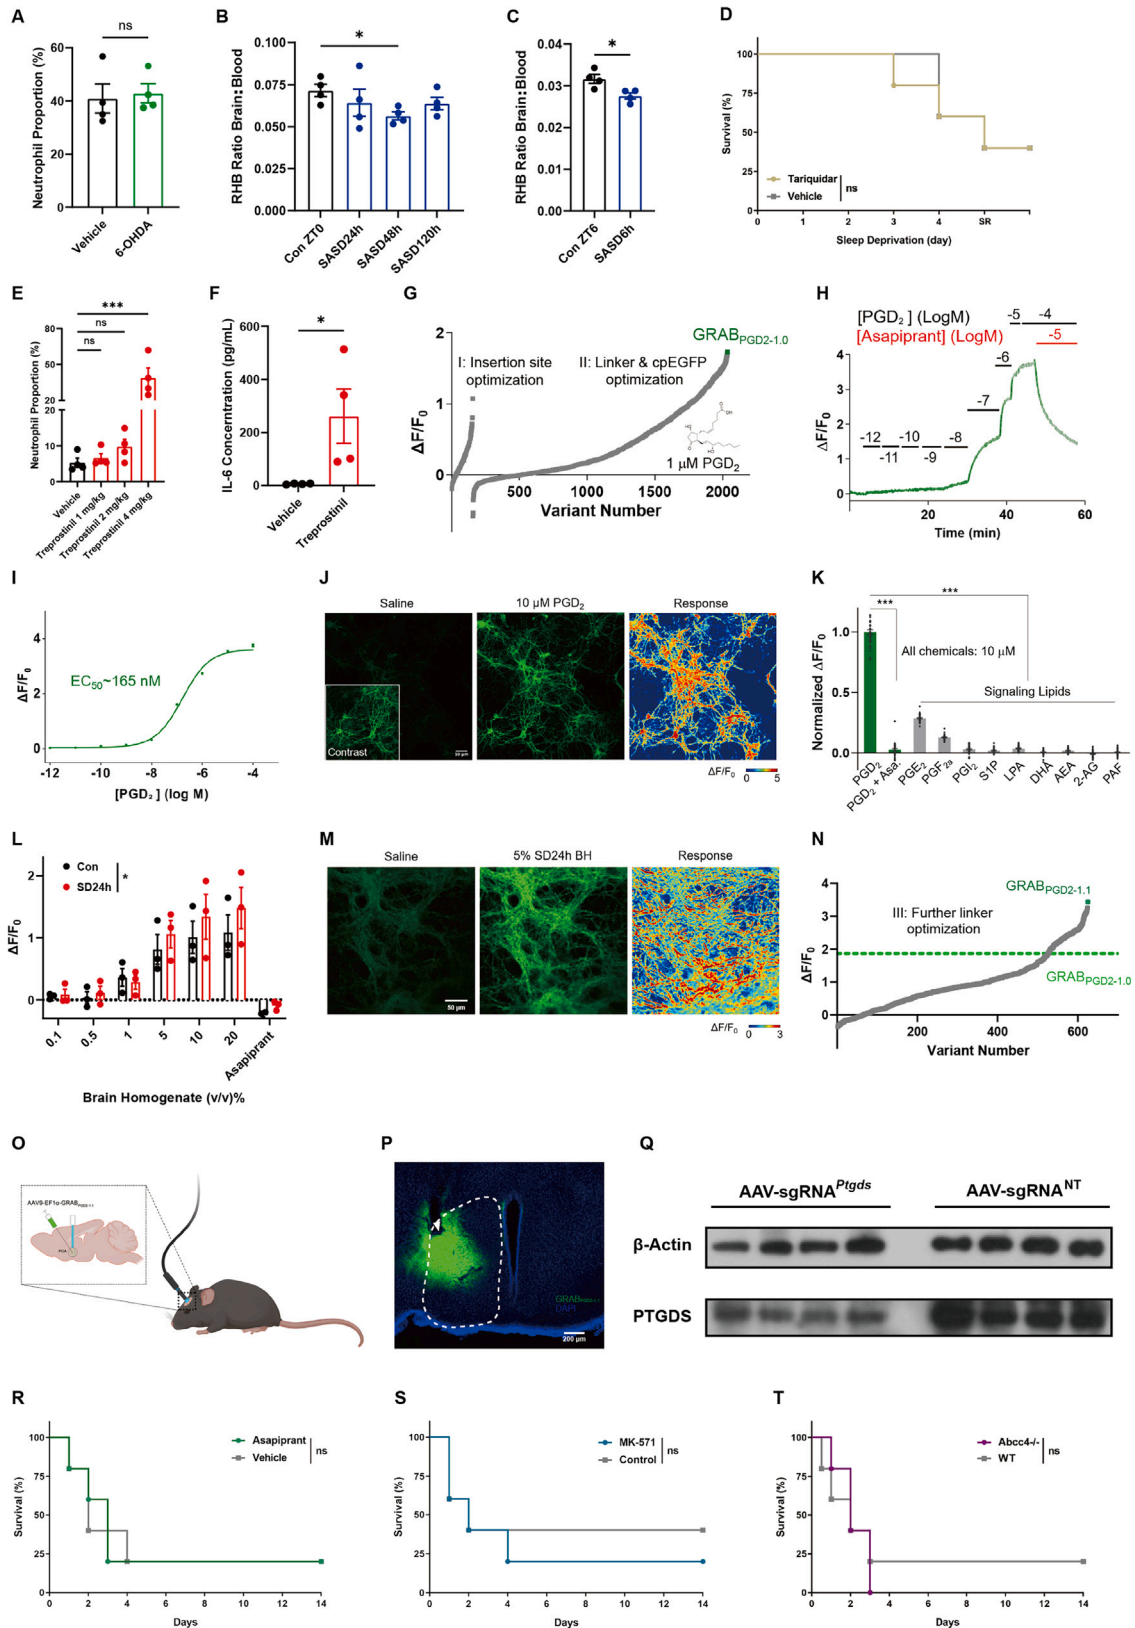 A
ns
Neutrophil Proportion (%)
60
40
20
0
Vehicle
6-OHDA
B
*
RHB Ratio Brain:Blood
0.100
0.075
0.050
0.025
0.000
Con ZT0
SASD24h
SASD48h
SASD120h
C
*
RHB Ratio Brain:Blood
0.04
0.03
0.02
0.01
0.00
Con ZT6
SASD6h
D
Survival (%)
100
75
50
25
0
Tariquidar
Vehicle
ns
0 1 2 3 4 SR
Sleep Deprivation (day)
E
***
ns
ns
Neutrophil Proportion (%)
80
50
20
20
10
0
Vehicle
Treprostinil 1 mg/kg
Treprostinil 2 mg/kg
Treprostinil 4 mg/kg
F
*
IL-6 Concerntration (pg/mL)
600
400
200
0
Vehicle
Treprostinil
G
GRABPGD2-1.0
I: Insertion site
optimization
II: Linker & cpEGFP
optimization
1 μM PGD₂
ΔF/F₀
2
1
0
500 1000 1500 2000
Variant Number
H
[PGD₂ ] (LogM)
[Asapiprant] (LogM)
-5 -4
-5
-6
-7
-12 -10 -8
-11 -9
ΔF/F₀
4
3
2
1
0
20 40 60
Time (min)
I
EC₅₀~165 nM
ΔF/F₀
4
2
0
-12 -10 -8 -6 -4
[PGD₂ ] (log M)
J
Saline
10 μM PGD₂
Response
Contrast
50 μm
ΔF/F₀ 0 5
K
***
***
All chemicals: 10 μM
Signaling Lipids
Normalized ΔF/F₀
1.0
0.5
0.0
PGD₂
PGD₂ + Asa.
PGE₂
PGF₂α
PGI₂
S1P
LPA
DHA
AEA
2-AG
PAF
L
Con
SD24h
*
ΔF/F₀
2
1
0
0.1
0.5
1
5
10
20
Asapiprant
Brain Homogenate (v/v)%
M
Saline
5% SD24h BH
Response
50 μm
ΔF/F₀ 0 3
N
GRABPGD2-1.1
III: Further linker
optimization
GRABPGD2-1.0
ΔF/F₀
4
3
2
1
0
200 400 600
Variant Number
O
AAV9-EF1α-GRABPGD2-1.1
POA
P
GRABPGD2-1.1
DAPI
200 μm
Q
AAV-sgRNAPtgds
AAV-sgRNANT
β-Actin
PTGDS
R
Asapiprant
Vehicle
ns
Survival (%)
100
75
50
25
0
0 2 4 6 8 10 12 14
Days
S
MK-571
Control
ns
Survival (%)
100
75
50
25
0
0 2 4 6 8 10 12 14
Days
T
Abcc4-/-
WT
ns
Survival (%)
100
75
50
25
0
0 2 4 6 8 10 12 14
Days